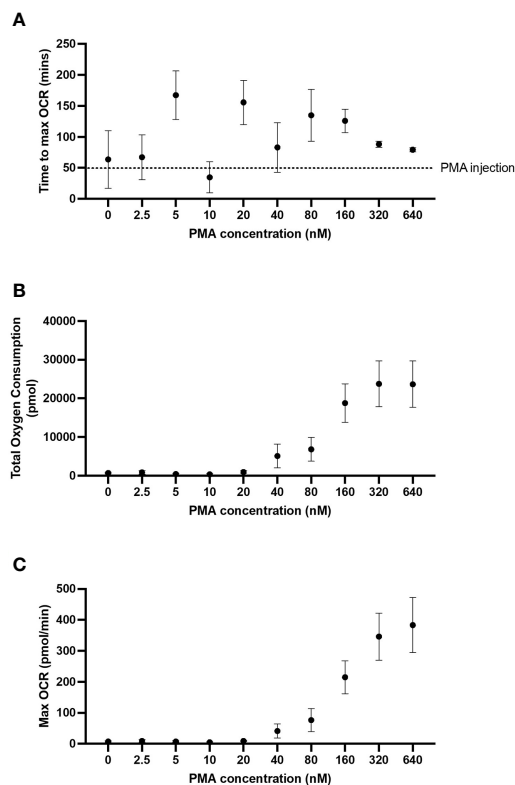 A
Time to max OCR (mins)
250
200
150
100
50
0
PMA injection
0 2.5 5 10 20 40 80 160 320 640
PMA concentration (nM)
B
Total Oxygen Consumption
(pmol)
40000
30000
20000
10000
0
0 2.5 5 10 20 40 80 160 320 640
PMA concentration (nM)
C
Max OCR (pmol/min)
500
400
300
200
100
0
0 2.5 5 10 20 40 80 160 320 640
PMA concentration (nM)